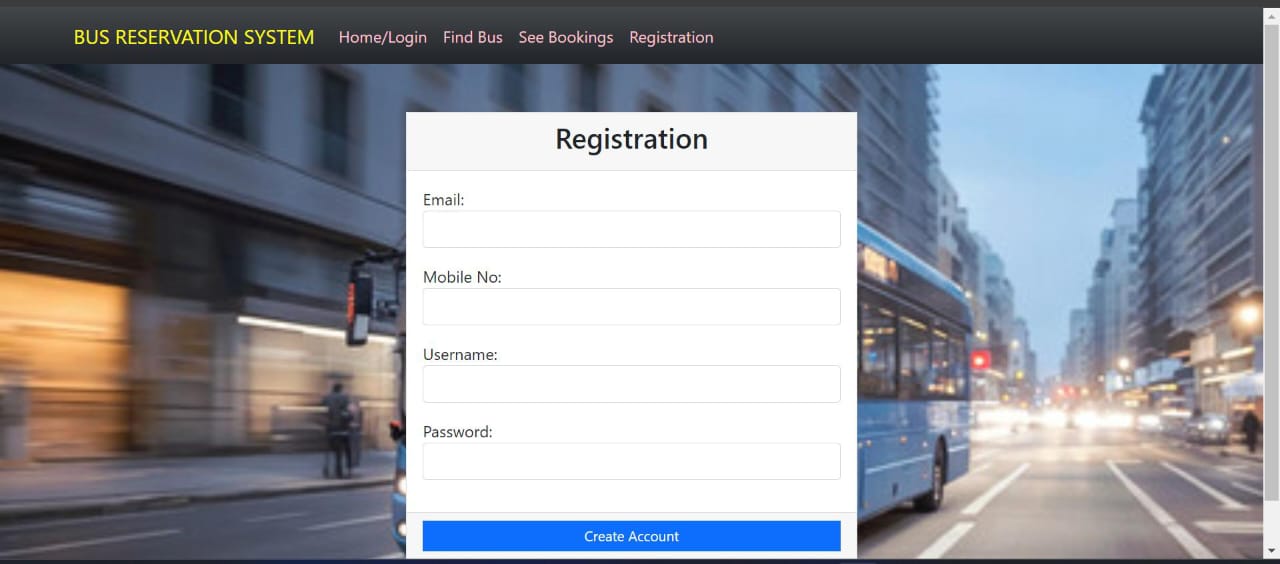 BUS RESERVATION SYSTEM Home/Login Find Bus See Bookings Registration
Registration
Email:
Mobile No:
Username:
Password:
Create Account